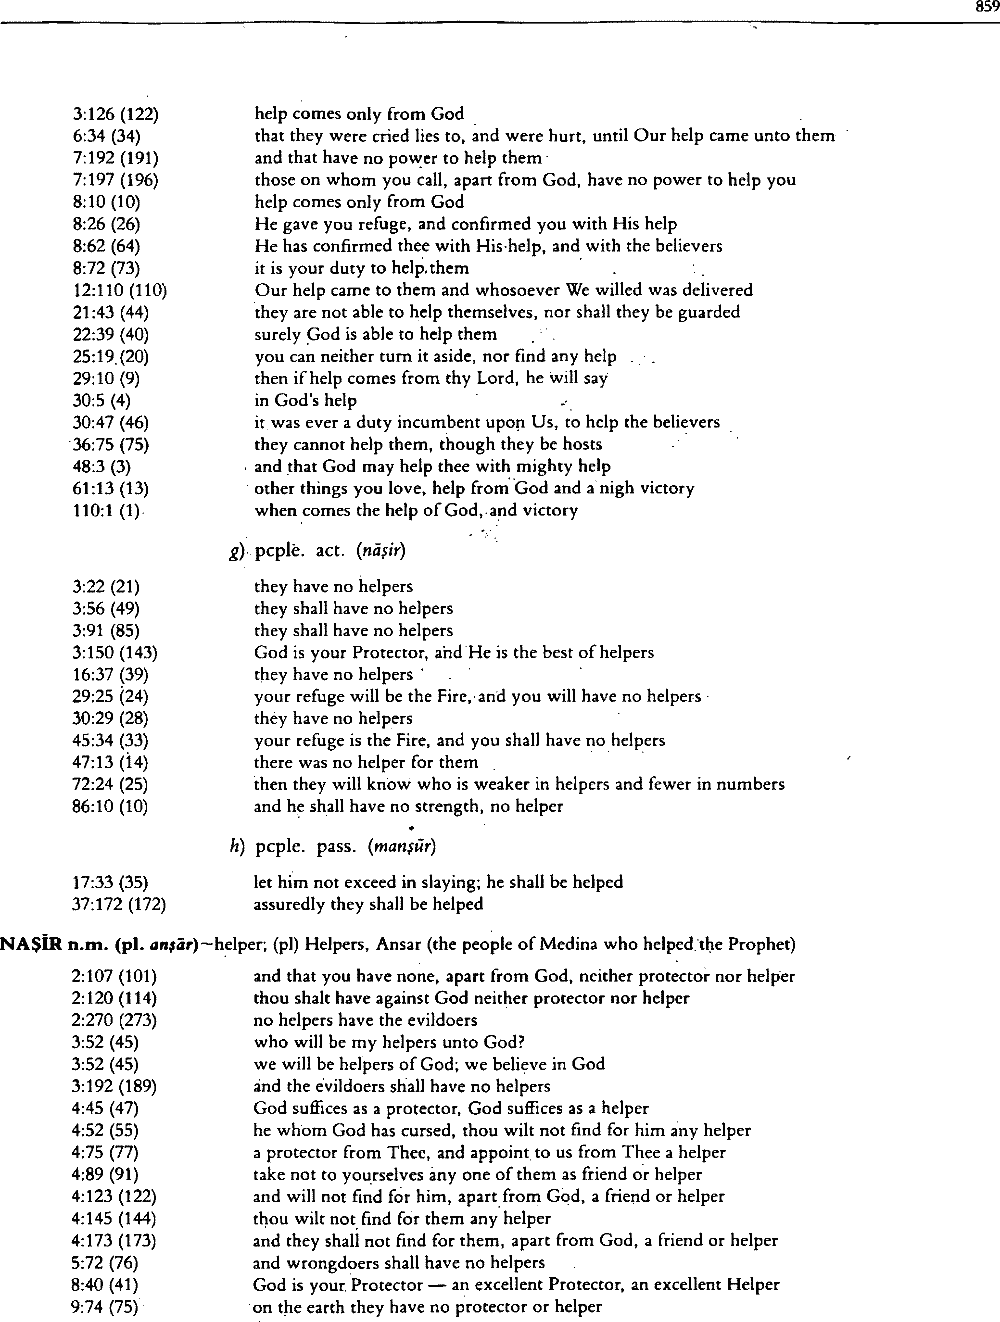 859
3:126 (122) help comes only from God
6:34 (34) that they were cried lies to, and were hurt, until Our help came unto them
7:192 (191) and that have no power to help them
7:197 (196) those on whom you call, apart from God, have no power to help you
8:10 (10) help comes only from God
8:26 (26) He gave you refuge, and confirmed you with His help
8:62 (64) He has confirmed thee with His help, and with the believers
8:72 (73) it is your duty to help them
12:110 (110) Our help came to them and whosoever We willed was delivered
21:43 (44) they are not able to help themselves, nor shall they be guarded
22:39 (40) surely God is able to help them
25:19 (20) you can neither turn it aside, nor find any help
29:10 (9) then if help comes from thy Lord, he will say
30:5 (4) in God's help
30:47 (46) it was ever a duty incumbent upon Us, to help the believers
36:75 (75) they cannot help them, though they be hosts
48:3 (3) and that God may help thee with mighty help
61:13 (13) other things you love, help from God and a nigh victory
110:1 (1) when comes the help of God, and victory
g) pcple. act. (nāṣir)
3:22 (21) they have no helpers
3:56 (49) they shall have no helpers
3:91 (85) they shall have no helpers
3:150 (143) God is your Protector, and He is the best of helpers
16:37 (39) they have no helpers
29:25 (24) your refuge will be the Fire, and you will have no helpers
30:29 (28) they have no helpers
45:34 (33) your refuge is the Fire, and you shall have no helpers
47:13 (14) there was no helper for them
72:24 (25) then they will know who is weaker in helpers and fewer in numbers
86:10 (10) and he shall have no strength, no helper
h) pcple. pass. (manṣūr)
17:33 (35) let him not exceed in slaying; he shall be helped
37:172 (172) assuredly they shall be helped
NAṢĪR n.m. (pl. anṣār)~helper; (pl) Helpers, Ansar (the people of Medina who helped the Prophet)
2:107 (101) and that you have none, apart from God, neither protector nor helper
2:120 (114) thou shalt have against God neither protector nor helper
2:270 (273) no helpers have the evildoers
3:52 (45) who will be my helpers unto God?
3:52 (45) we will be helpers of God; we believe in God
3:192 (189) and the evildoers shall have no helpers
4:45 (47) God suffices as a protector, God suffices as a helper
4:52 (55) he whom God has cursed, thou wilt not find for him any helper
4:75 (77) a protector from Thee, and appoint to us from Thee a helper
4:89 (91) take not to yourselves any one of them as friend or helper
4:123 (122) and will not find for him, apart from God, a friend or helper
4:145 (144) thou wilt not find for them any helper
4:173 (173) and they shall not find for them, apart from God, a friend or helper
5:72 (76) and wrongdoers shall have no helpers
8:40 (41) God is your Protector — an excellent Protector, an excellent Helper
9:74 (75) on the earth they have no protector or helper